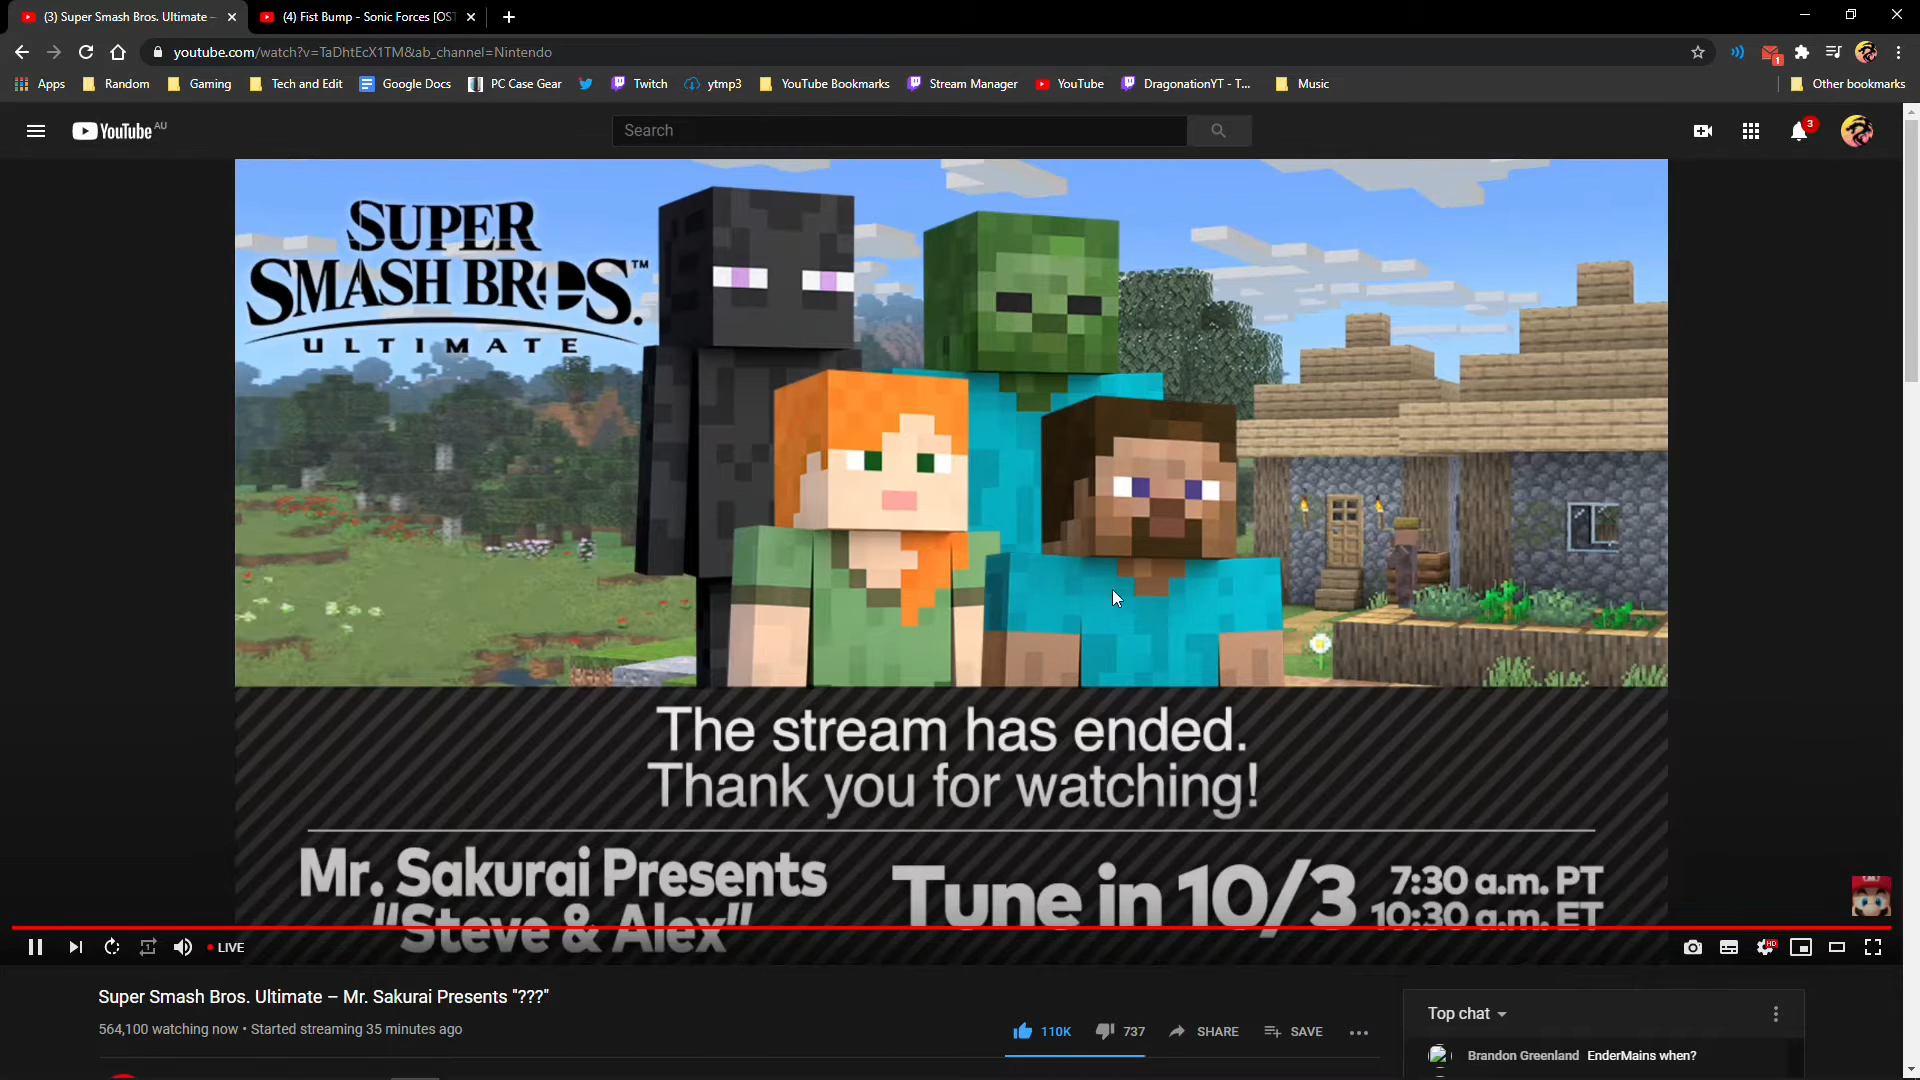 (3) Super Smash Bros. Ultimate –
(4) Fist Bump - Sonic Forces [OST
youtube.com/watch?v=TaDhtEcX1TM&ab_channel=Nintendo
1
Apps Random Gaming Tech and Edit Google Docs PC Case Gear Twitch ytmp3 YouTube Bookmarks Stream Manager YouTube DragonationYT - T... Music Other bookmarks
YouTube AU
Search
3
SUPER
SMASH BROS.™
ULTIMATE
The stream has ended.
Thank you for watching!
Mr. Sakurai Presents
"Steve & Alex"
Tune in 10/3
7:30 a.m. PT
10:30 a.m. ET
M
LIVE
HD
Super Smash Bros. Ultimate – Mr. Sakurai Presents "???"
564,100 watching now • Started streaming 35 minutes ago
110K 737 SHARE SAVE
Top chat
Brandon Greenland EnderMains when?